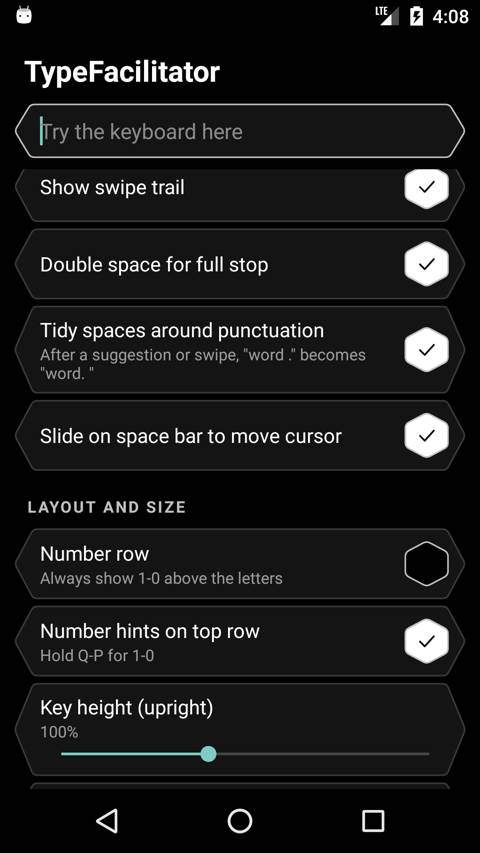 LTE 4:08
TypeFacilitator
Try the keyboard here
Show swipe trail
Double space for full stop
Tidy spaces around punctuation
After a suggestion or swipe, "word ." becomes
"word. "
Slide on space bar to move cursor
LAYOUT AND SIZE
Number row
Always show 1-0 above the letters
Number hints on top row
Hold Q-P for 1-0
Key height (upright)
100%